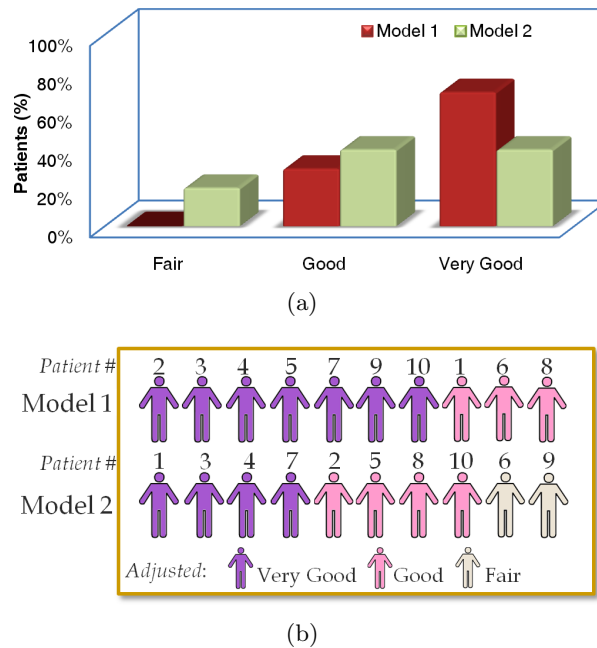 100%
80%
60%
40%
20%
0%
Patients (%)
Model 1 Model 2
Fair Good Very Good
(a)
Patient # 2 3 4 5 7 9 10 1 6 8
Model 1
Patient # 1 3 4 7 2 5 8 10 6 9
Model 2
Adjusted: Very Good Good Fair
(b)